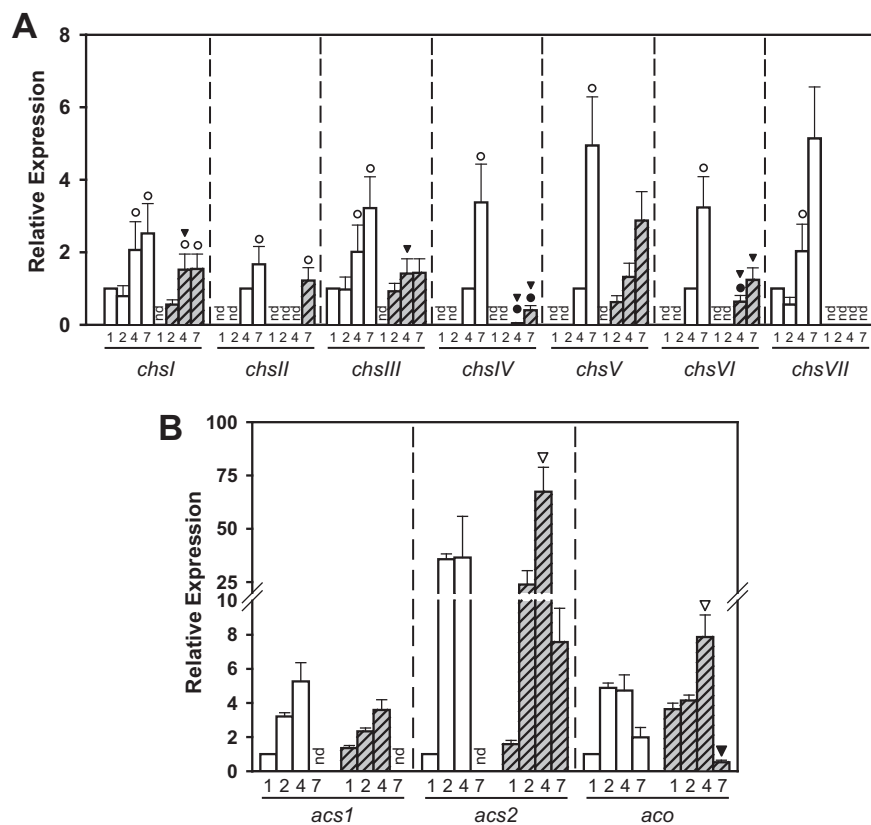 A
Relative Expression
8
6
4
2
0
nd nd nd nd nd nd nd nd nd nd nd nd nd nd nd nd nd nd nd nd nd nd
1 2 4 7 1 2 4 7 1 2 4 7 1 2 4 7 1 2 4 7 1 2 4 7 1 2 4 7 1 2 4 7 1 2 4 7 1 2 4 7 1 2 4 7 1 2 4 7 1 2 4 7 1 2 4 7
chsI chsII chsIII chsIV chsV chsVI chsVII
B
Relative Expression
100
75
50
25
10
8
6
4
2
0
nd nd nd
1 2 4 7 1 2 4 7 1 2 4 7 1 2 4 7 1 2 4 7 1 2 4 7
acs1 acs2 aco